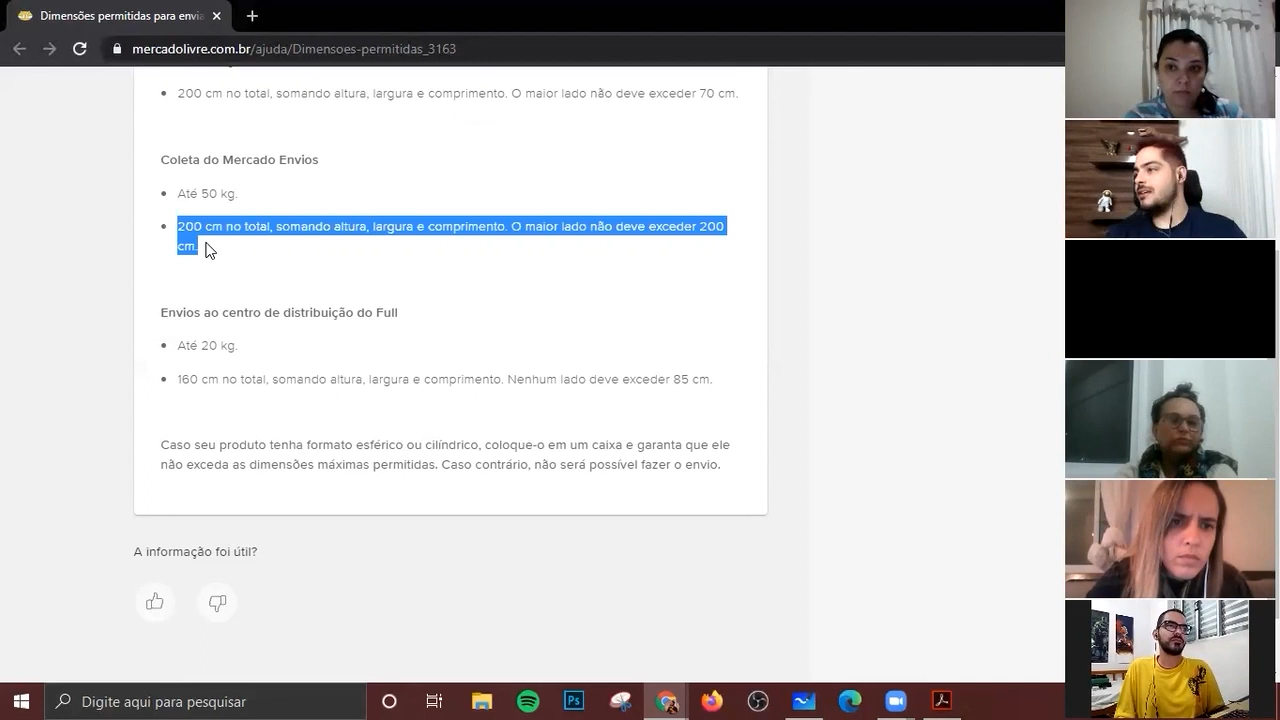 Dimensões permitidas para envia
mercadolivre.com.br/ajuda/Dimensoes-permitidas_3163
200 cm no total, somando altura, largura e comprimento. O maior lado não deve exceder 70 cm.
Coleta do Mercado Envios
Até 50 kg.
200 cm no total, somando altura, largura e comprimento. O maior lado não deve exceder 200
cm.
Envios ao centro de distribuição do Full
Até 20 kg.
160 cm no total, somando altura, largura e comprimento. Nenhum lado deve exceder 85 cm.
Caso seu produto tenha formato esférico ou cilíndrico, coloque-o em um caixa e garanta que ele
não exceda as dimensões máximas permitidas. Caso contrário, não será possível fazer o envio.
A informação foi útil?
Digite aqui para pesquisar
Ps